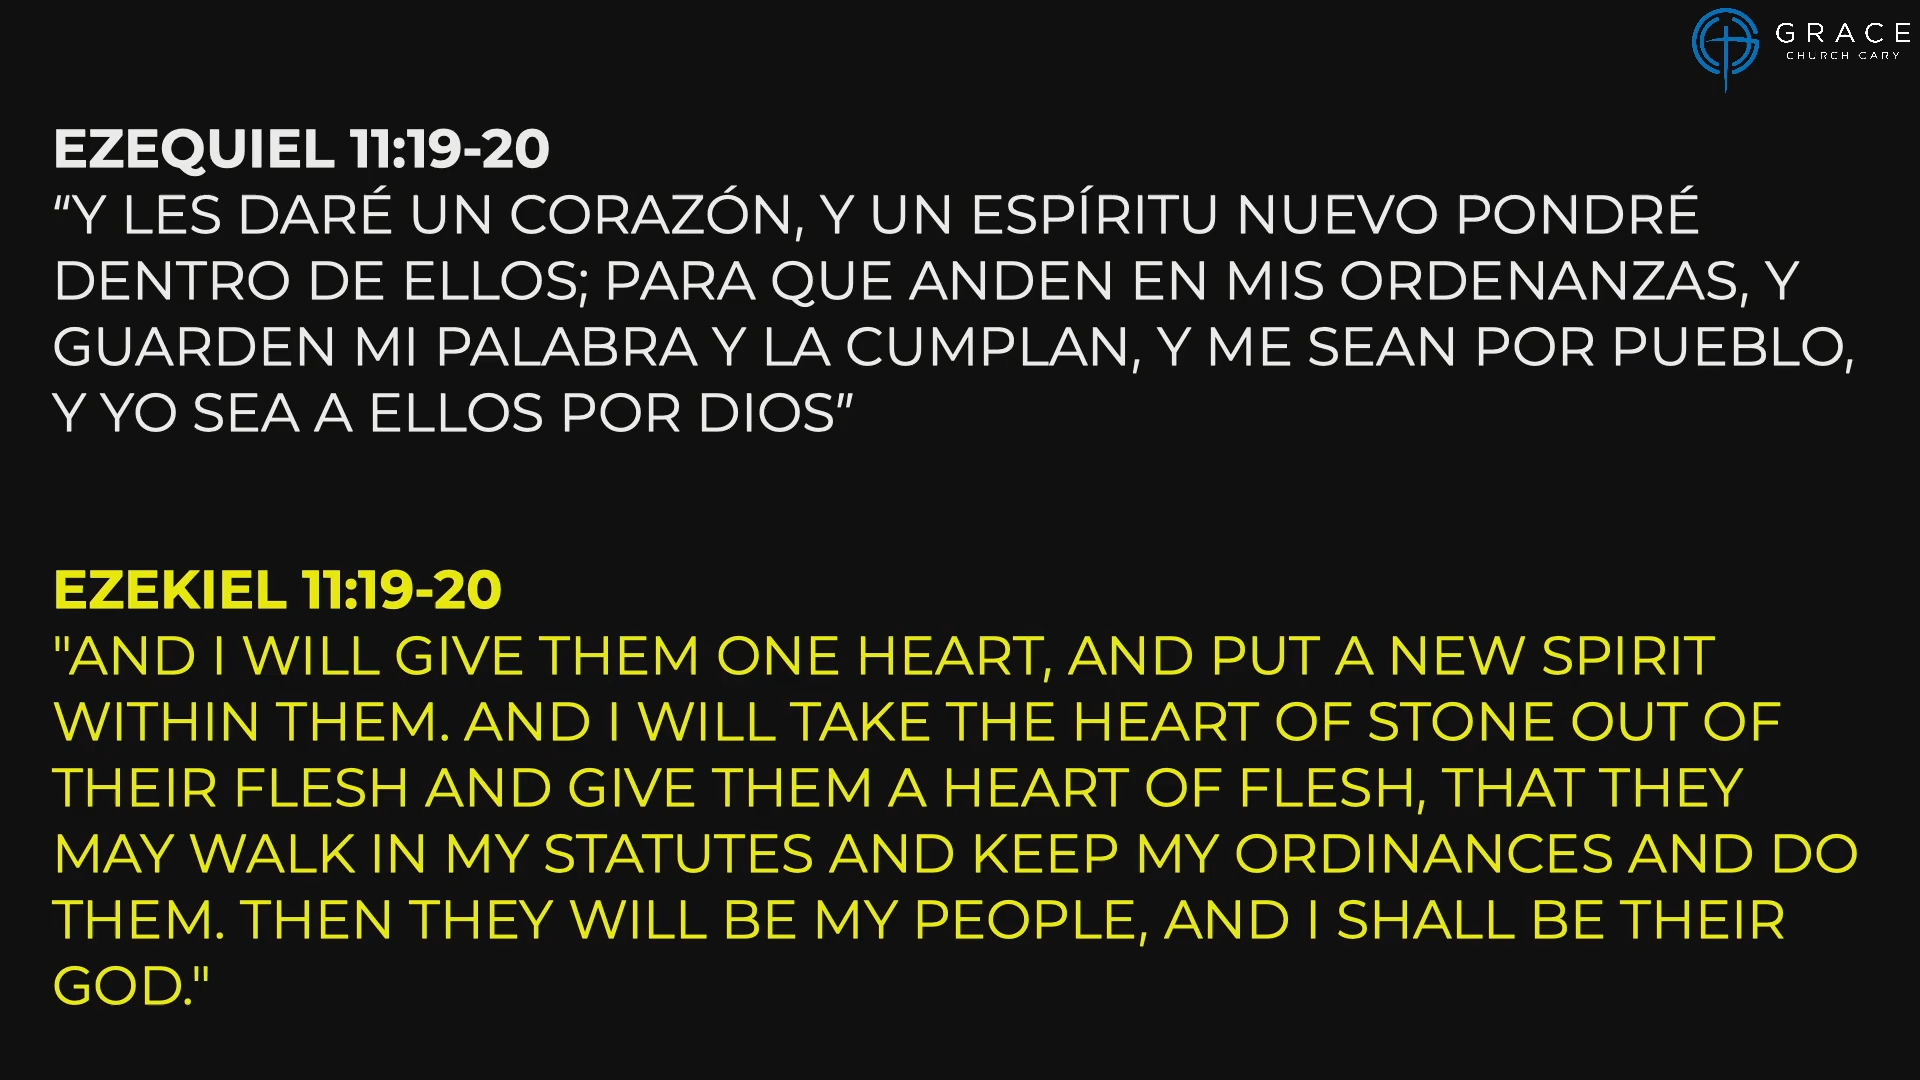 GRACE
CHURCH CARY
EZEQUIEL 11:19-20
“Y LES DARÉ UN CORAZÓN, Y UN ESPÍRITU NUEVO PONDRÉ
DENTRO DE ELLOS; PARA QUE ANDEN EN MIS ORDENANZAS, Y
GUARDEN MI PALABRA Y LA CUMPLAN, Y ME SEAN POR PUEBLO,
Y YO SEA A ELLOS POR DIOS”
EZEKIEL 11:19-20
"AND I WILL GIVE THEM ONE HEART, AND PUT A NEW SPIRIT
WITHIN THEM. AND I WILL TAKE THE HEART OF STONE OUT OF
THEIR FLESH AND GIVE THEM A HEART OF FLESH, THAT THEY
MAY WALK IN MY STATUTES AND KEEP MY ORDINANCES AND DO
THEM. THEN THEY WILL BE MY PEOPLE, AND I SHALL BE THEIR
GOD."